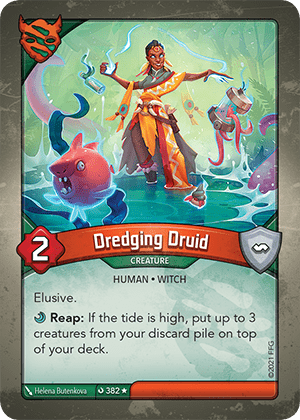 2
Dredging Druid
CREATURE
HUMAN • WITCH
Elusive.
Reap: If the tide is high, put up to 3
creatures from your discard pile on top
of your deck.
©2021 FFG
Helena Butenkova
382